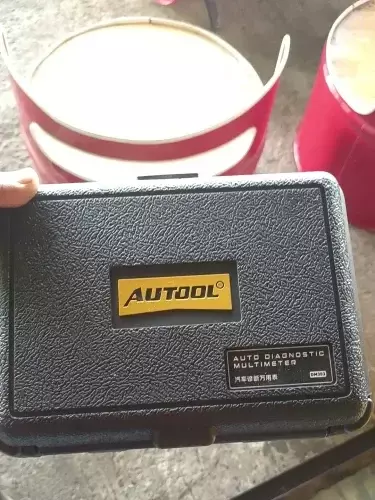 AUTOOL®
AUTO DIAGNOSTIC
MULTIMETER
汽车诊断万用表